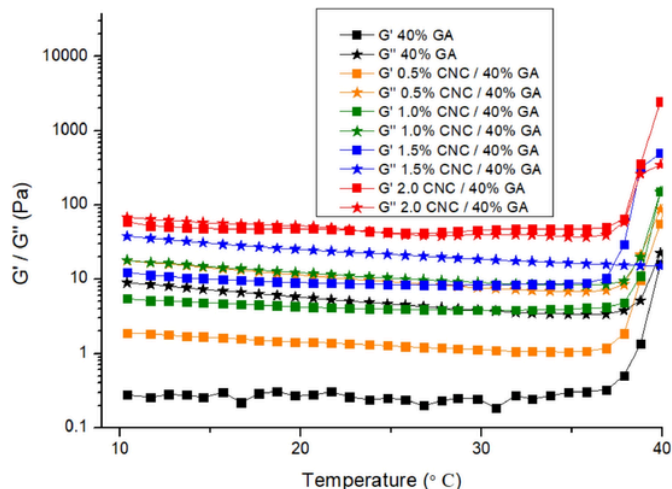 G' 40% GA
G'' 40% GA
G' 0.5% CNC / 40% GA
G'' 0.5% CNC / 40% GA
G' 1.0% CNC / 40% GA
G'' 1.0% CNC / 40% GA
G' 1.5% CNC / 40% GA
G'' 1.5% CNC / 40% GA
G' 2.0 CNC / 40% GA
G'' 2.0 CNC / 40% GA
G' / G'' (Pa)
10000
1000
100
10
1
0.1
10 20 30 40
Temperature (° C)